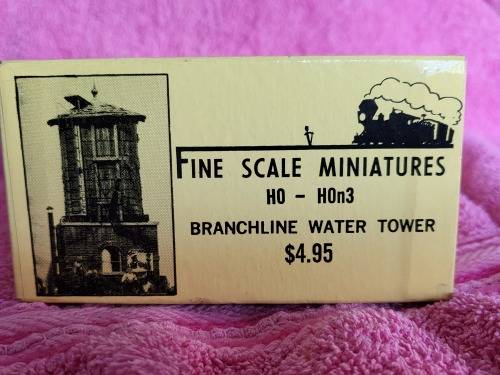 FINE SCALE MINIATURES
HO - HOn3
BRANCHLINE WATER TOWER
$4.95